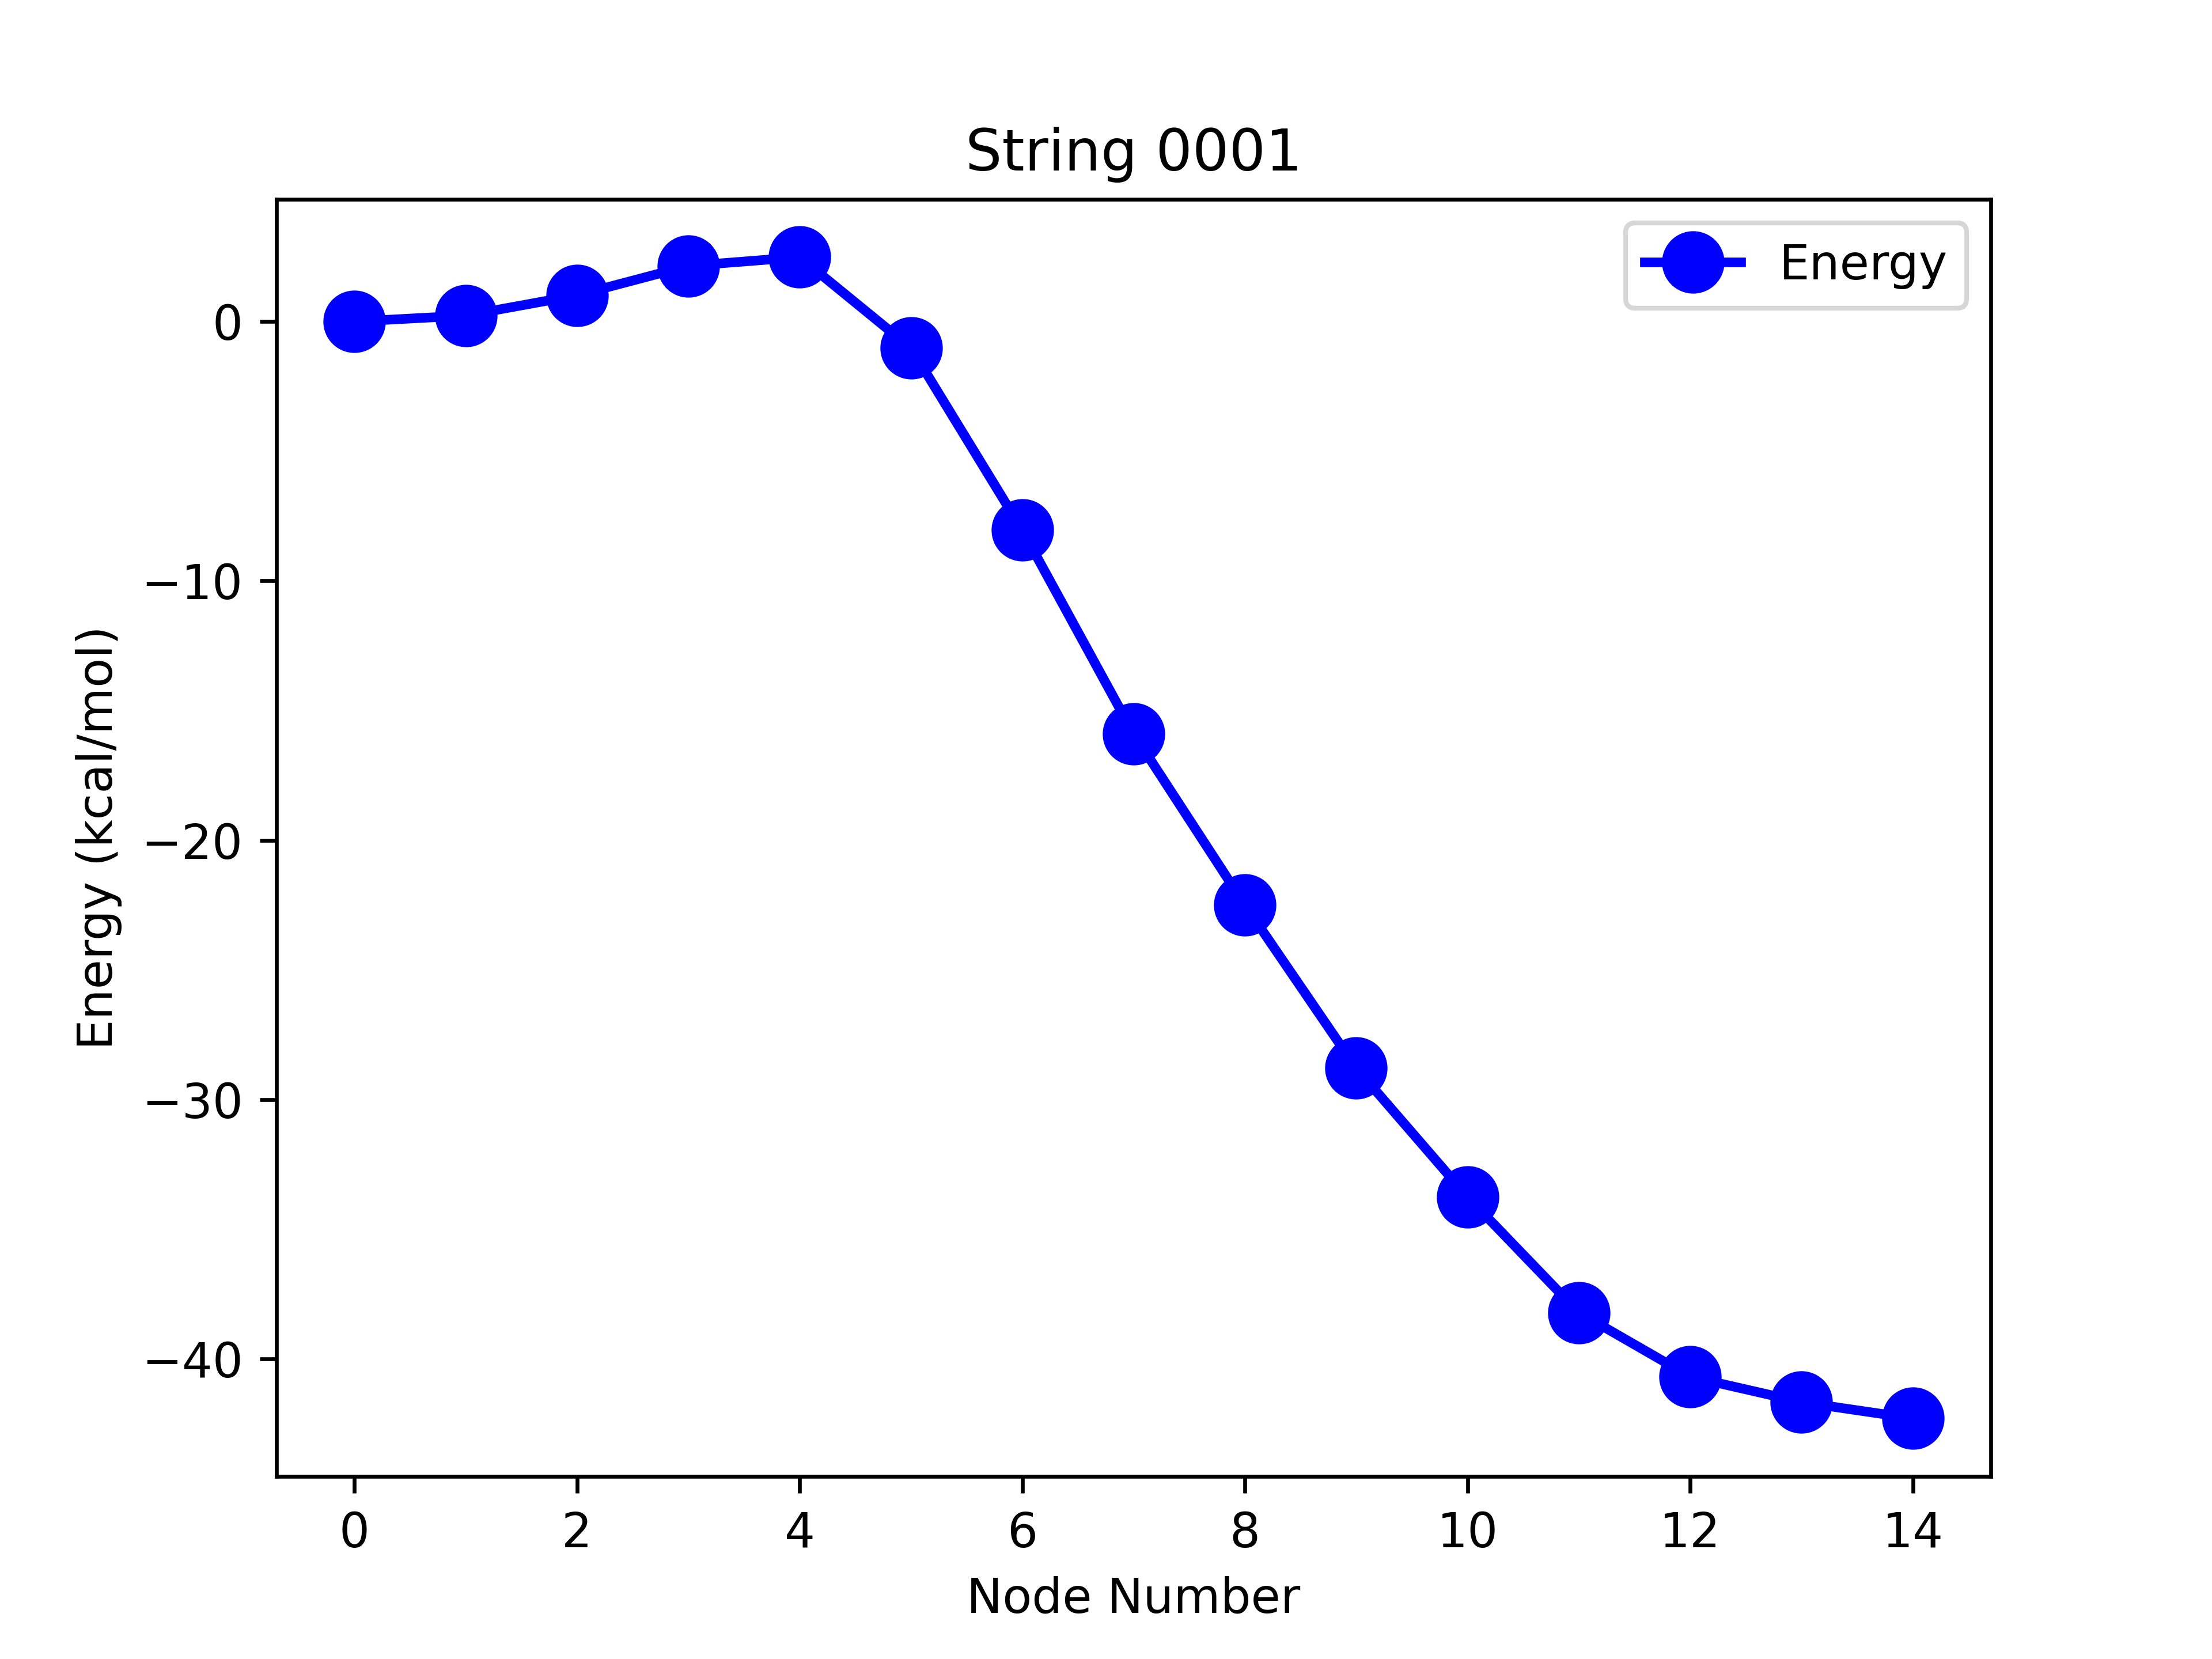 String 0001
Energy
Energy (kcal/mol)
0
−10
−20
−30
−40
0 2 4 6 8 10 12 14
Node Number